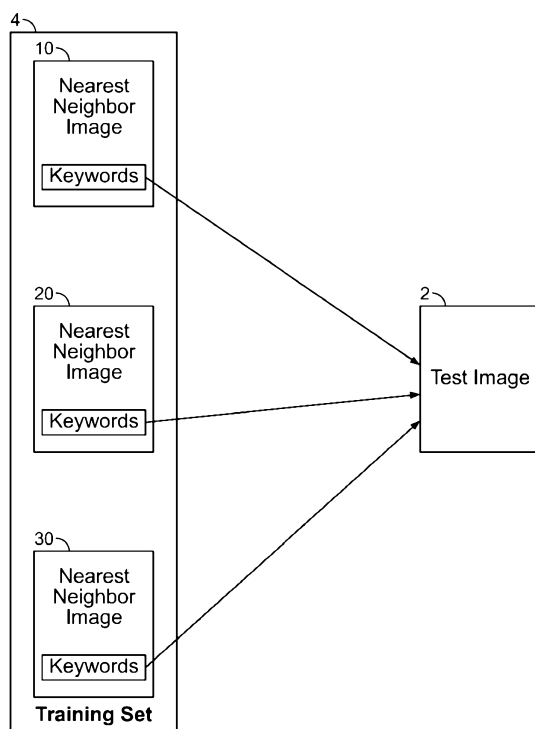 4
10
Nearest
Neighbor
Image
Keywords
20
Nearest
Neighbor
Image
Keywords
2
Test Image
30
Nearest
Neighbor
Image
Keywords
Training Set